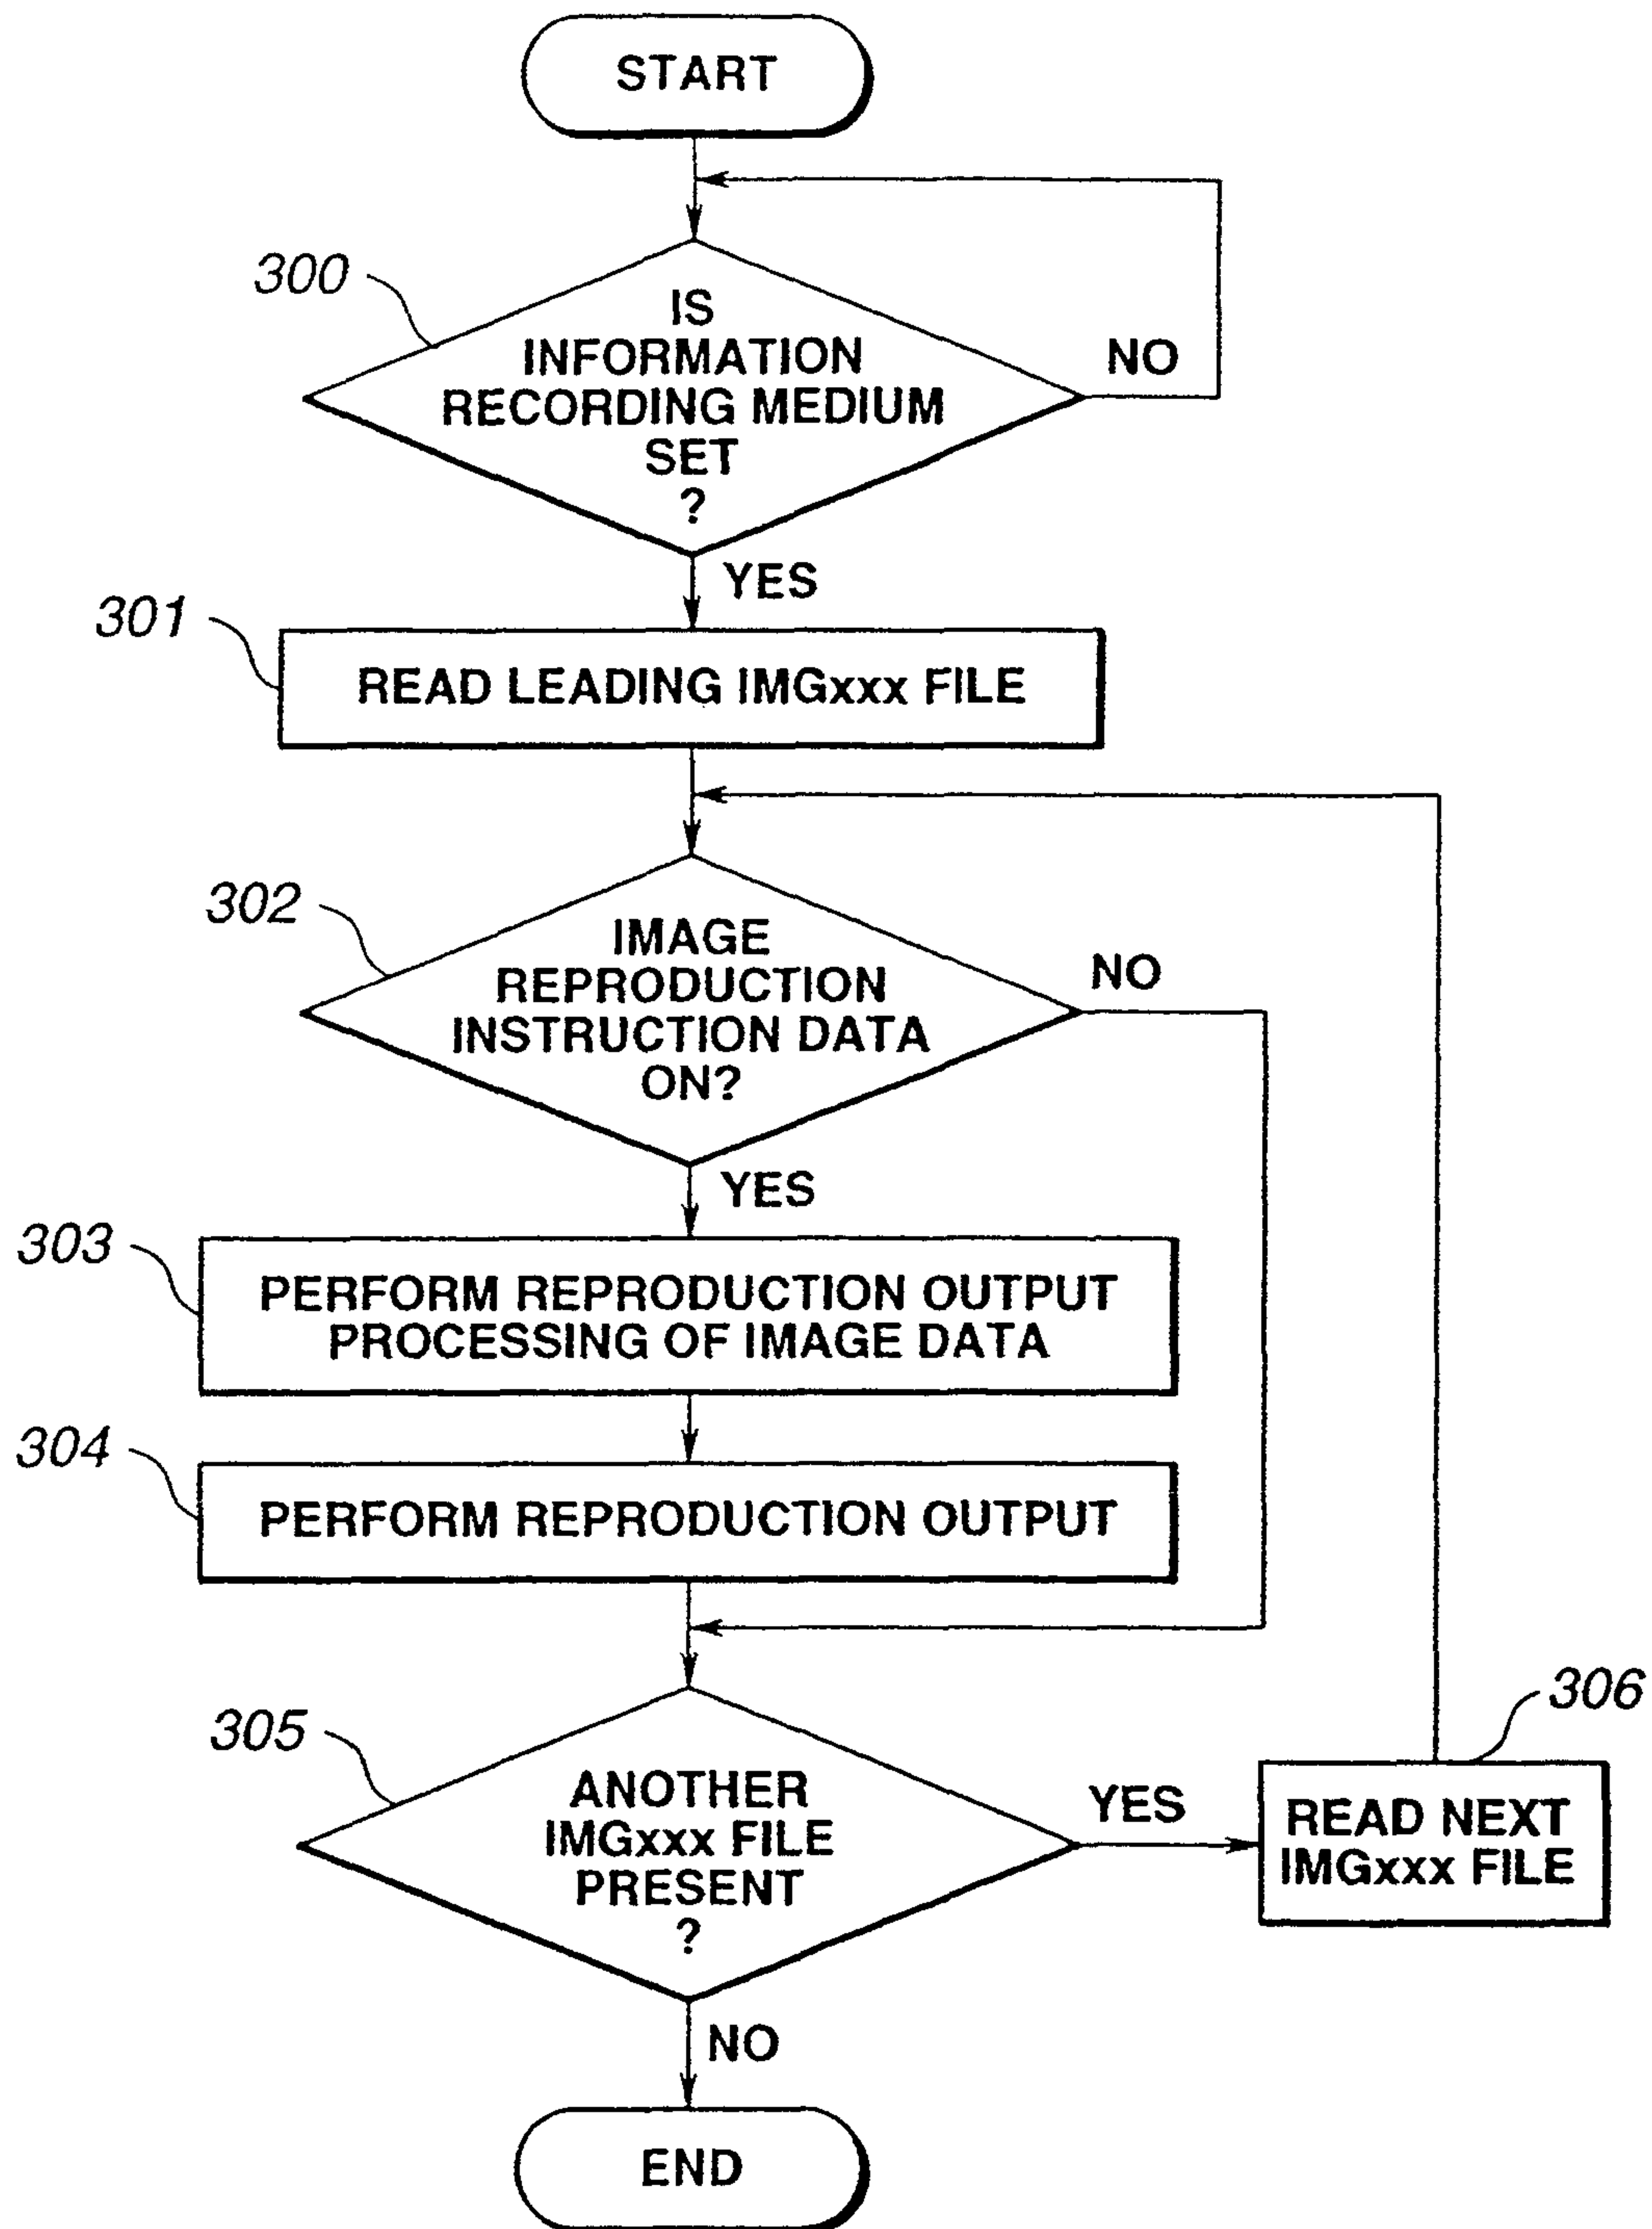 START
300
IS
INFORMATION
RECORDING MEDIUM
SET
?
NO
YES
301
READ LEADING IMGxxx FILE
302
IMAGE
REPRODUCTION
INSTRUCTION DATA
ON?
NO
YES
303
PERFORM REPRODUCTION OUTPUT
PROCESSING OF IMAGE DATA
304
PERFORM REPRODUCTION OUTPUT
305
ANOTHER
IMGxxx FILE
PRESENT
?
YES
306
READ NEXT
IMGxxx FILE
NO
END